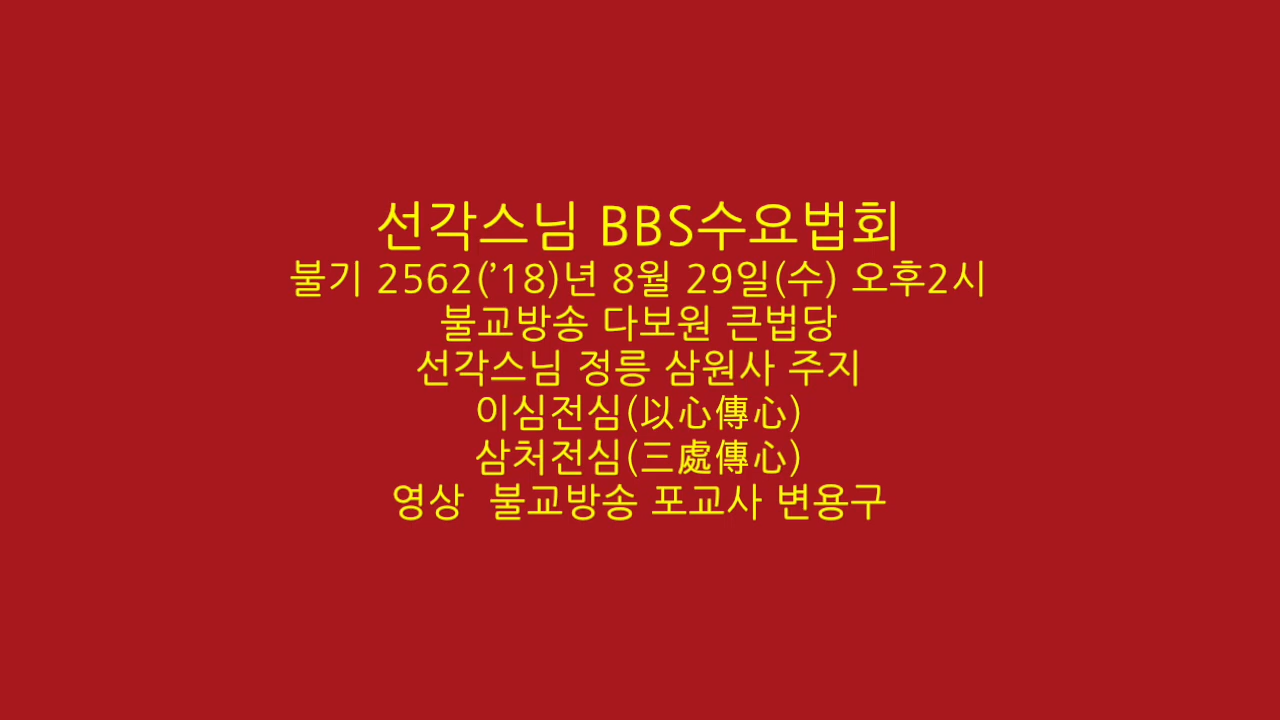 선각스님 BBS수요법회
불기 2562(’18)년 8월 29일(수) 오후2시
불교방송 다보원 큰법당
선각스님 정릉 삼원사 주지
이심전심(以心傳心)
삼처전심(三處傳心)
영상  불교방송 포교사 변용구